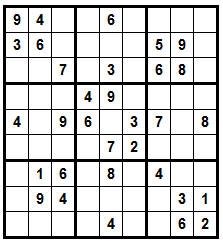 9 4 6
3 6 5 9
7 3 6 8
4 9
4 9 6 3 7 8
7 2
1 6 8 4
9 4 3 1
4 6 2